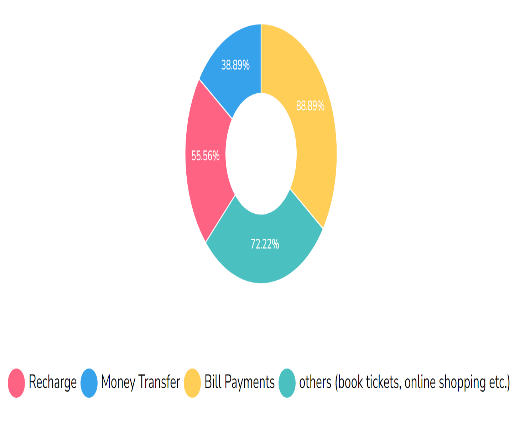 38.89%
88.89%
55.56%
72.22%
Recharge Money Transfer Bill Payments others (book tickets, online shopping etc.)